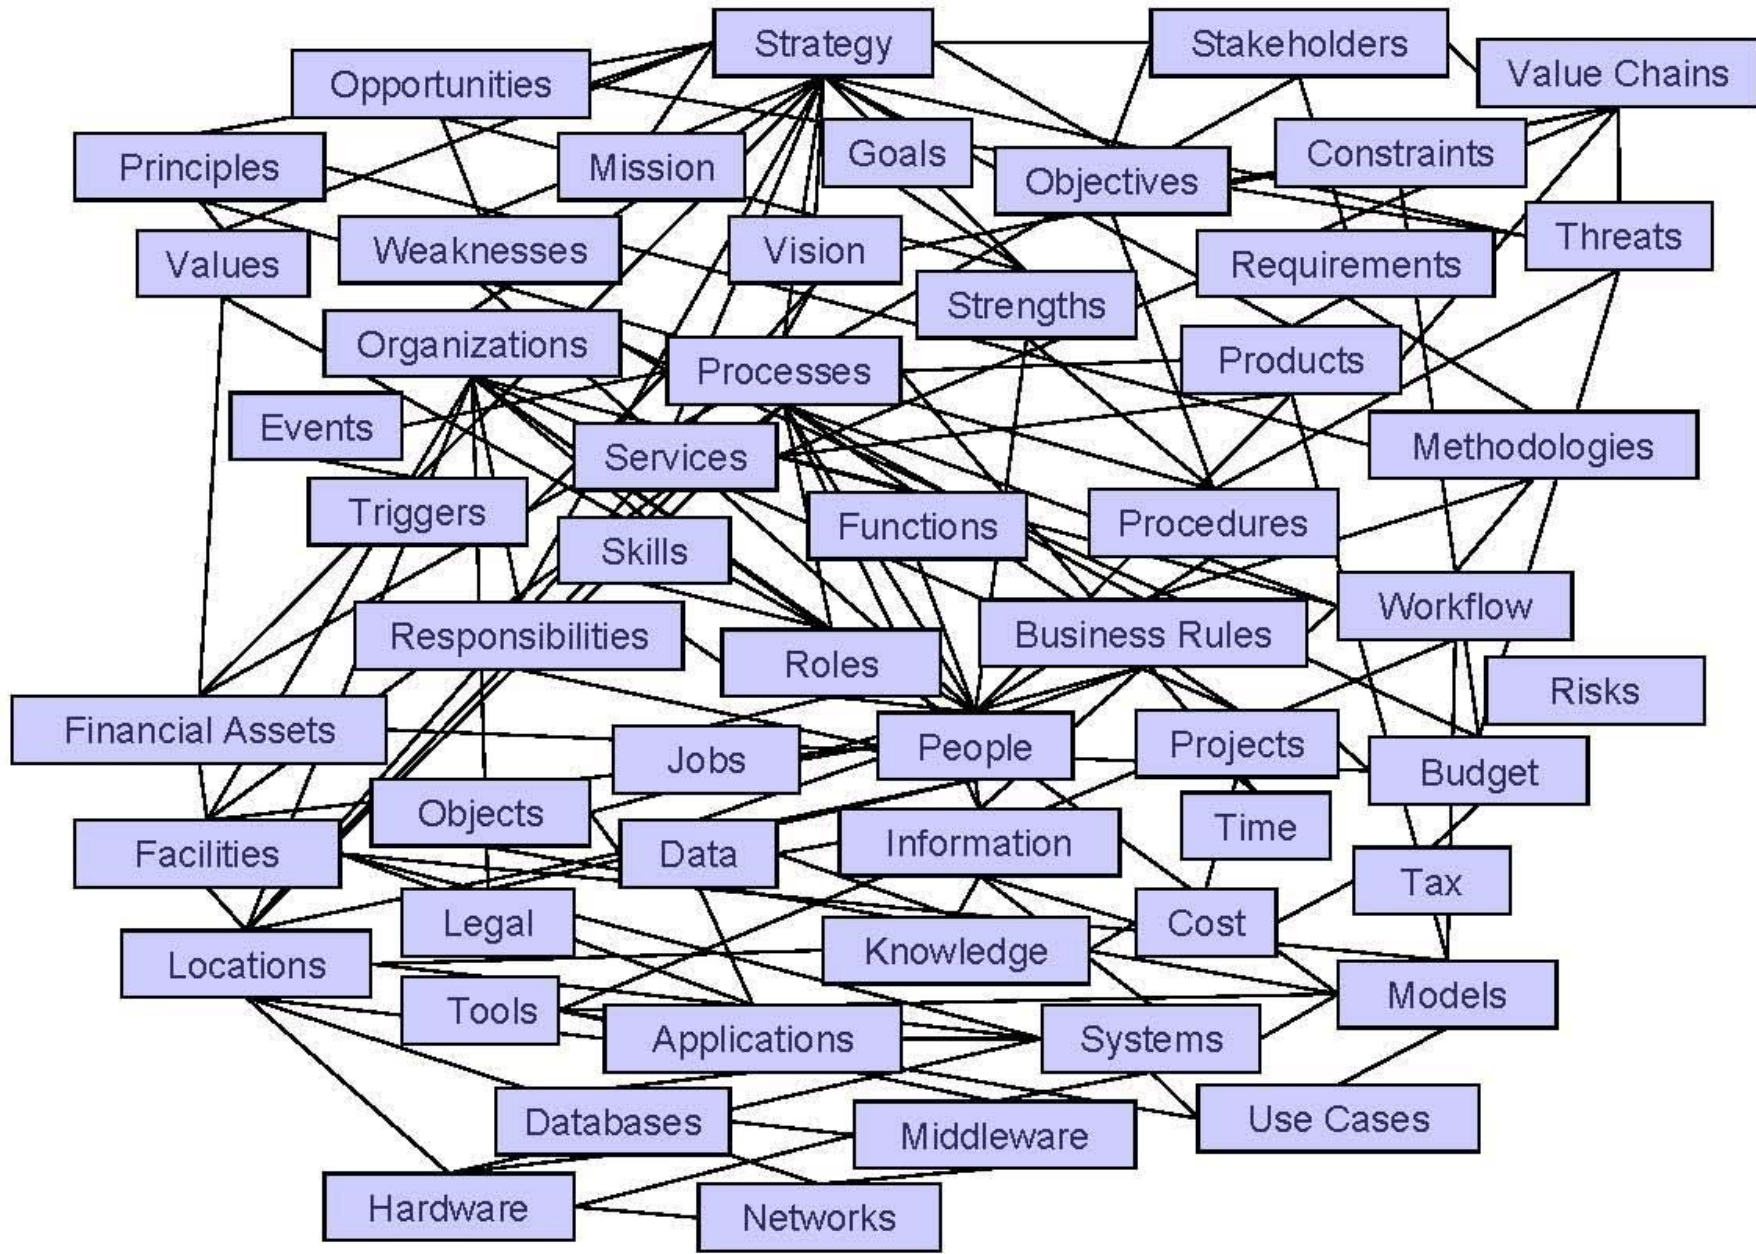 Strategy
Stakeholders
Value Chains
Opportunities
Principles
Mission
Goals
Objectives
Constraints
Values
Weaknesses
Vision
Requirements
Threats
Strengths
Organizations
Processes
Products
Events
Services
Methodologies
Triggers
Skills
Functions
Procedures
Responsibilities
Roles
Business Rules
Workflow
Risks
Financial Assets
Jobs
People
Projects
Budget
Objects
Facilities
Data
Information
Time
Tax
Legal
Locations
Knowledge
Cost
Tools
Applications
Systems
Models
Databases
Middleware
Use Cases
Hardware
Networks